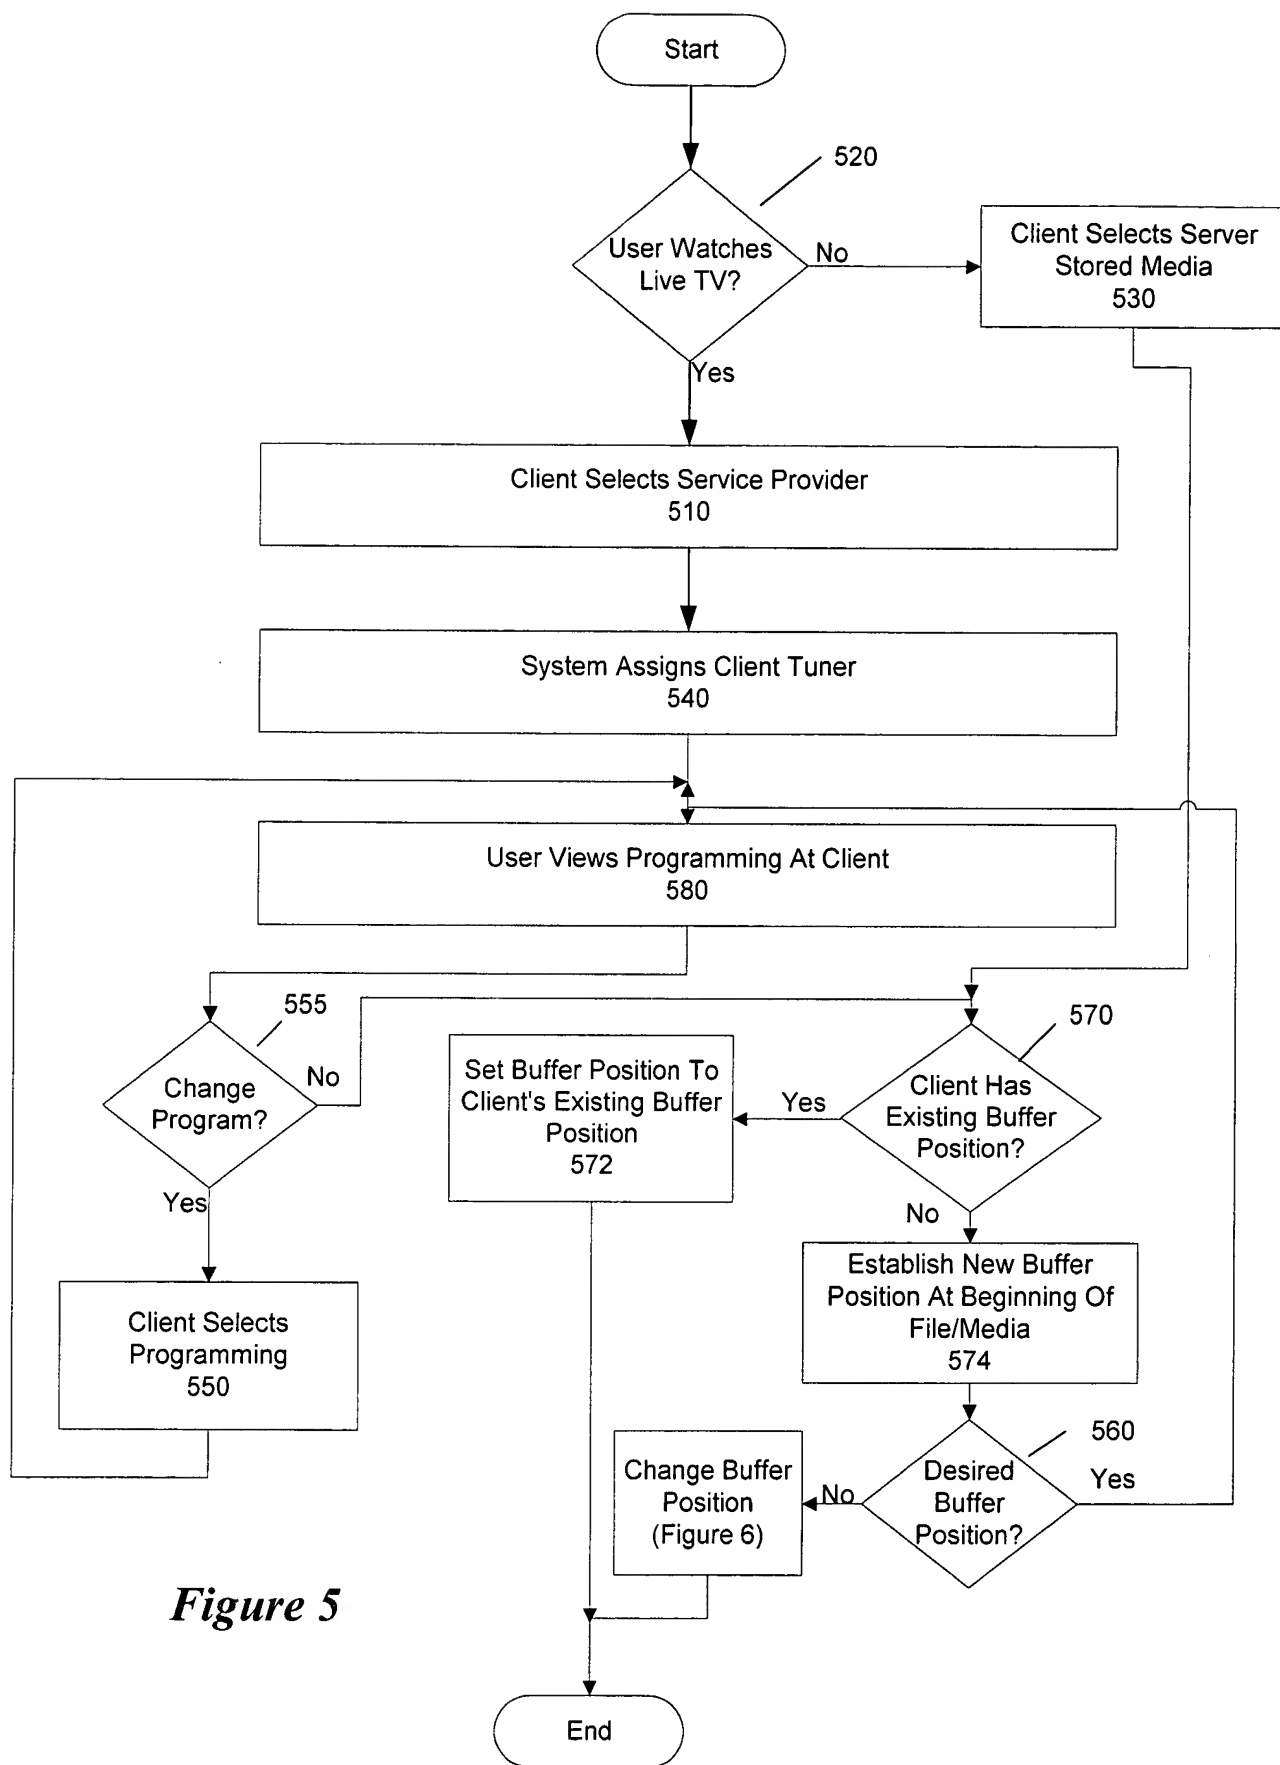 Start
520
User Watches
Live TV?
No
Client Selects Server
Stored Media
530
Yes
Client Selects Service Provider
510
System Assigns Client Tuner
540
User Views Programming At Client
580
555
Change
Program?
No
Yes
Set Buffer Position To
Client's Existing Buffer
Position
572
Yes
570
Client Has
Existing Buffer
Position?
No
Establish New Buffer
Position At Beginning Of
File/Media
574
Client Selects
Programming
550
Change Buffer
Position
(Figure 6)
No
560
Desired
Buffer
Position?
Yes
Figure 5
End